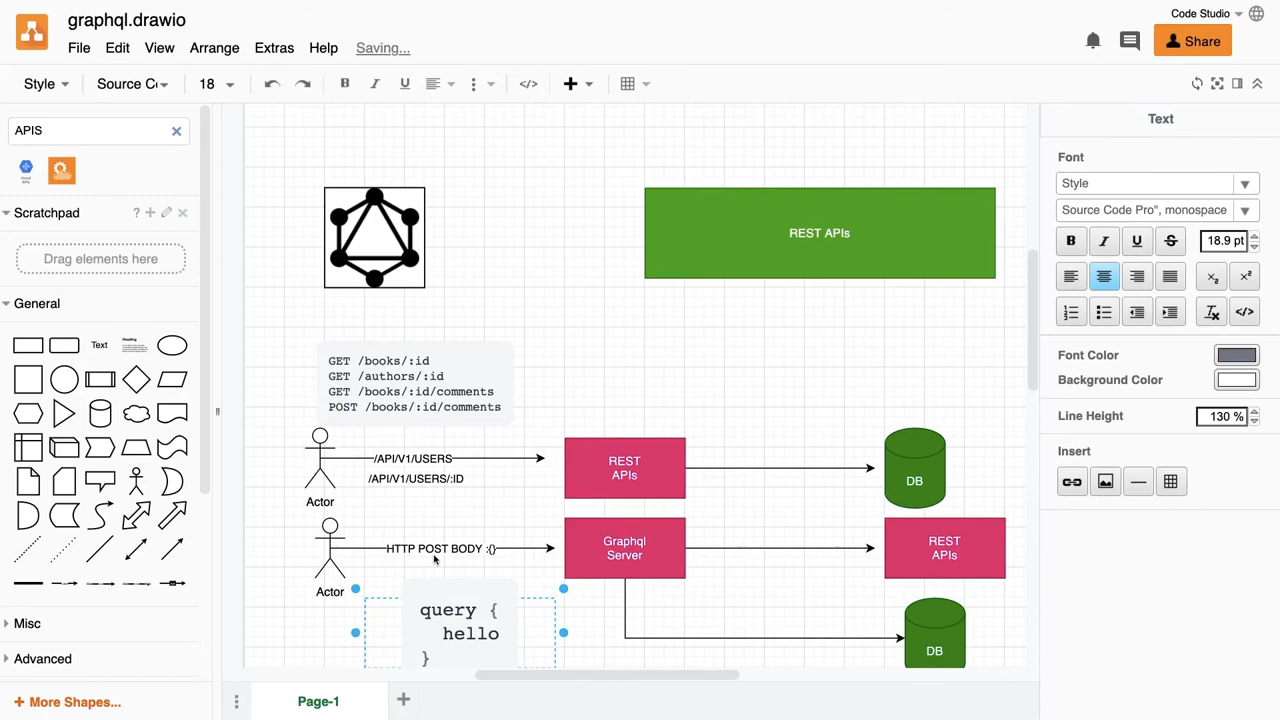 graphql.drawio
Code Studio
File Edit View Arrange Extras Help Saving...
Share
Style Source Co 18 B I U </>
APIS
Scratchpad
?
Drag elements here
General
Text
Heading
Misc
Advanced
+ More Shapes...
REST APIs
GET /books/:id
GET /authors/:id
GET /books/:id/comments
POST /books/:id/comments
/API/V1/USERS
/API/V1/USERS/:ID
Actor
REST
APIs
DB
HTTP POST BODY :{}
Actor
Graphql
Server
REST
APIs
DB
query {
hello
}
Page-1
Text
Font
Style
Source Code Pro", monospace
B I U S 18.9 pt
</>
Font Color
Background Color
Line Height 130 %
Insert